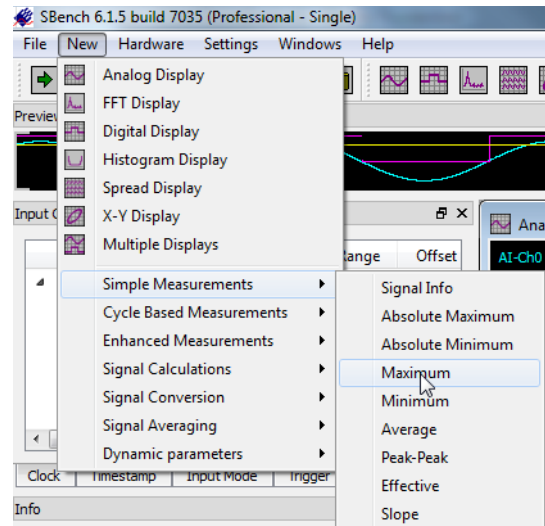 SBench 6.1.5 build 7035 (Professional - Single)
File New Hardware Settings Windows Help
Analog Display
FFT Display
Digital Display
Histogram Display
Spread Display
X-Y Display
Multiple Displays
Simple Measurements
Cycle Based Measurements
Enhanced Measurements
Signal Calculations
Signal Conversion
Signal Averaging
Dynamic parameters
Signal Info
Absolute Maximum
Absolute Minimum
Maximum
Minimum
Average
Peak-Peak
Effective
Slope
Input
Range Offset
Ana
AI-Ch0
Clock Timestamp Input Mode Trigger
Info